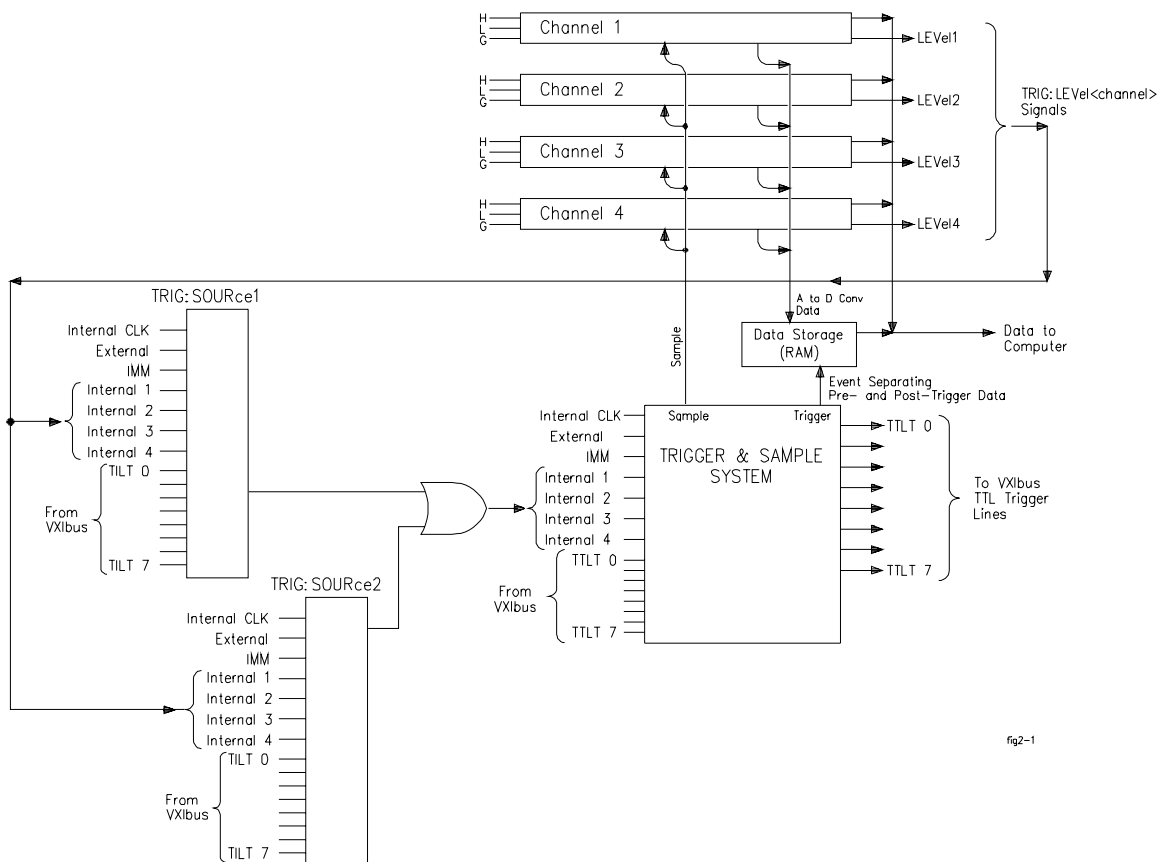 H
L
G
Channel 1
LEVel1
H
L
G
Channel 2
LEVel2
H
L
G
Channel 3
LEVel3
H
L
G
Channel 4
LEVel4
TRIG:LEVel<channel>
Signals
TRIG:SOURce1
Internal CLK
External
IMM
Internal 1
Internal 2
Internal 3
Internal 4
TILT 0
From
VXIbus
TILT 7
Sample
A to D Conv
Data
Data Storage
(RAM)
Data to
Computer
Event Separating
Pre- and Post-Trigger Data
Internal CLK
External
IMM
Internal 1
Internal 2
Internal 3
Internal 4
TTLT 0
From
VXIbus
TTLT 7
Sample
Trigger
TRIGGER & SAMPLE
SYSTEM
TTLT 0
To VXIbus
TTL Trigger
Lines
TTLT 7
TRIG:SOURce2
Internal CLK
External
IMM
Internal 1
Internal 2
Internal 3
Internal 4
TILT 0
From
VXIbus
TILT 7
fig2-1